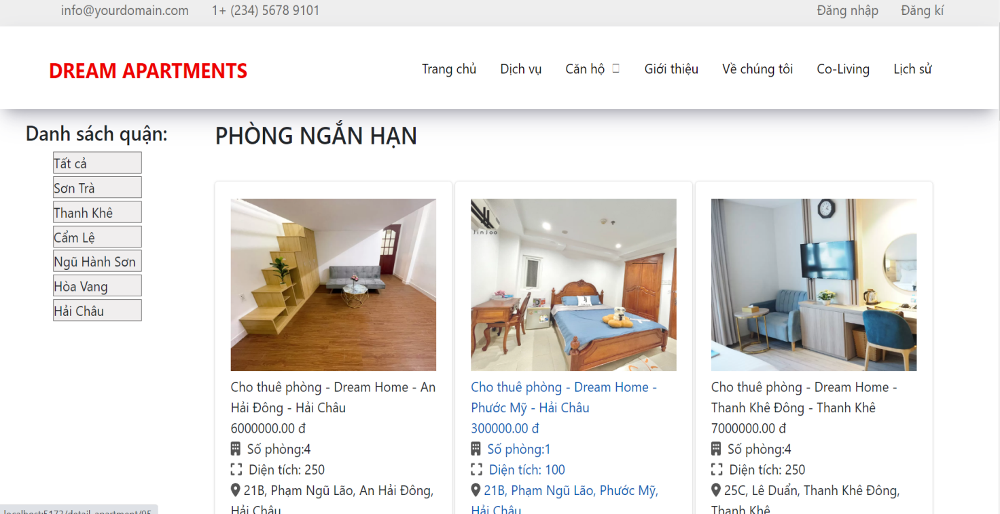 info@yourdomain.com 1+ (234) 5678 9101 Đăng nhập Đăng kí
DREAM APARTMENTS
Trang chủ Dịch vụ Căn hộ Giới thiệu Về chúng tôi Co-Living Lịch sử
Danh sách quận:
Tất cả
Sơn Trà
Thanh Khê
Cẩm Lệ
Ngũ Hành Sơn
Hòa Vang
Hải Châu
PHÒNG NGẮN HẠN
Cho thuê phòng - Dream Home - An
Hải Đông - Hải Châu
6000000.00 đ
Số phòng:4
Diện tích: 250
21B, Phạm Ngũ Lão, An Hải Đông,
Hải Châu
JinJoo
Cho thuê phòng - Dream Home -
Phước Mỹ - Hải Châu
300000.00 đ
Số phòng:1
Diện tích: 100
21B, Phạm Ngũ Lão, Phước Mỹ,
Hải Châu
Cho thuê phòng - Dream Home -
Thanh Khê Đông - Thanh Khê
7000000.00 đ
Số phòng:4
Diện tích: 250
25C, Lê Duẩn, Thanh Khê Đông,
Thanh Khê
localhost:5173/detail-apartment/95